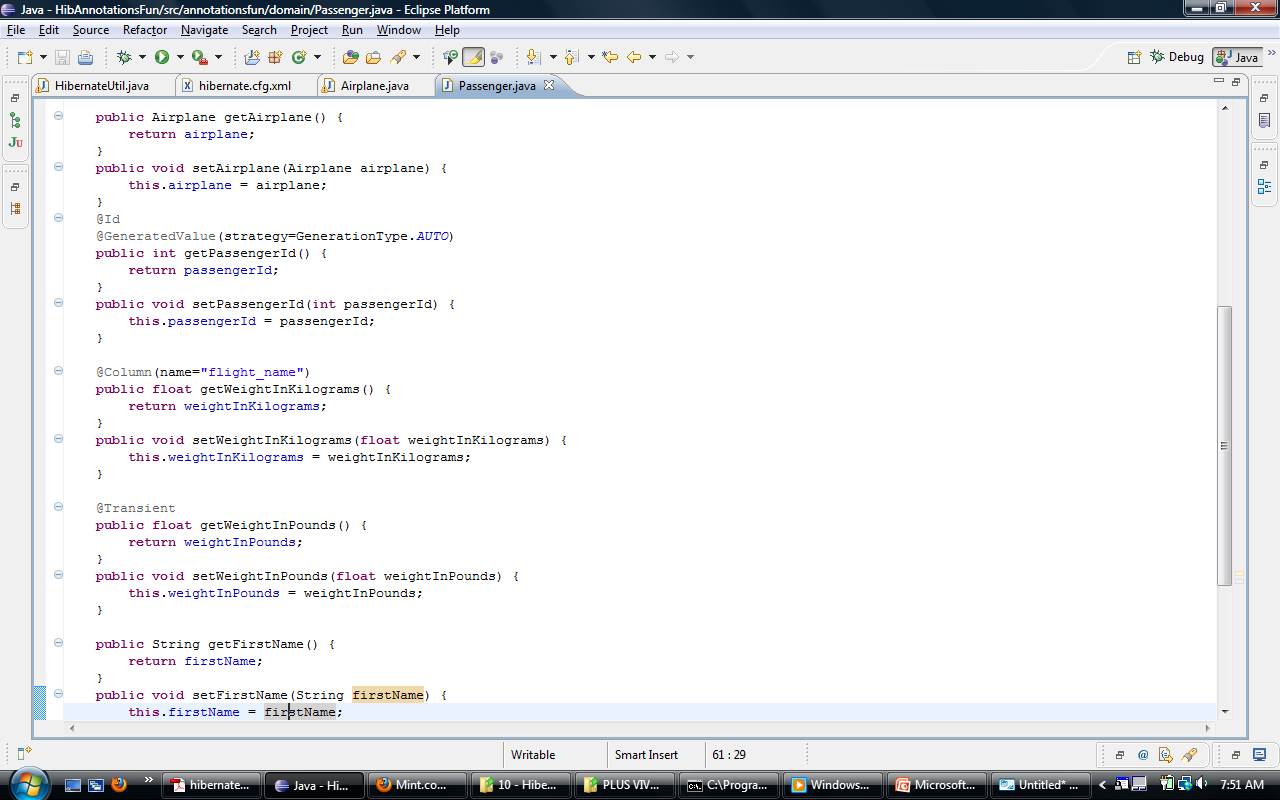 Java - HibAnnotationsFun/src/annotationsfun/domain/Passenger.java - Eclipse Platform
File Edit Source Refactor Navigate Search Project Run Window Help
Debug Java
HibernateUtil.java hibernate.cfg.xml Airplane.java Passenger.java
public Airplane getAirplane() {
return airplane;
}
public void setAirplane(Airplane airplane) {
this.airplane = airplane;
}
@Id
@GeneratedValue(strategy=GenerationType.AUTO)
public int getPassengerId() {
return passengerId;
}
public void setPassengerId(int passengerId) {
this.passengerId = passengerId;
}
@Column(name="flight_name")
public float getWeightInKilograms() {
return weightInKilograms;
}
public void setWeightInKilograms(float weightInKilograms) {
this.weightInKilograms = weightInKilograms;
}
@Transient
public float getWeightInPounds() {
return weightInPounds;
}
public void setWeightInPounds(float weightInPounds) {
this.weightInPounds = weightInPounds;
}
public String getFirstName() {
return firstName;
}
public void setFirstName(String firstName) {
this.firstName = firstName;
Writable Smart Insert 61 : 29
hibernate... Java - Hi... Mint.co... 10 - Hibe... PLUS VIV... C:\Progra... Windows... Microsoft... Untitled* ... 7:51 AM